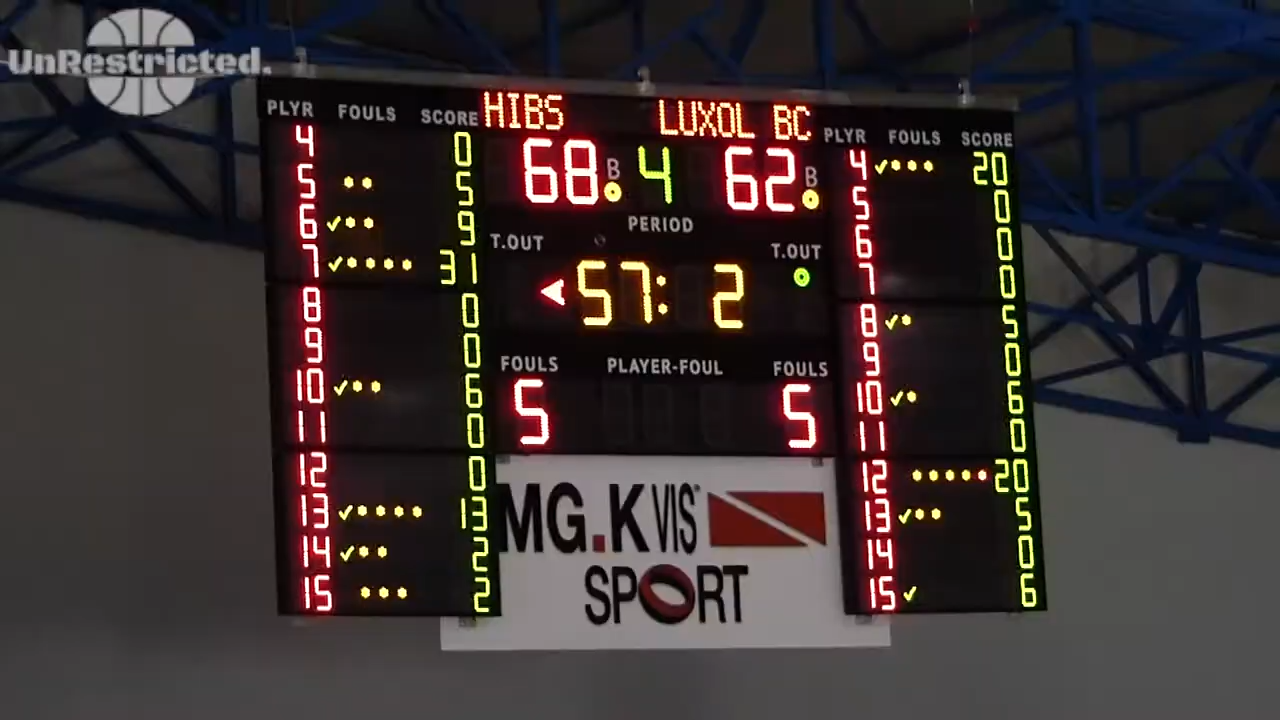 UnRestricted.
PLYR FOULS SCORE HIBS LUXOL BC PLYR FOULS SCORE
4 0 68 B 4 62 B 4 20
5 5 PERIOD 5 0
6 9 T.OUT T.OUT 6 0
7 31 57: 2 7 0
8 0 8 5
9 0 FOULS PLAYER-FOUL FOULS 9 0
10 6 5 5 10 6
11 0 11 0
12 0 12 20
13 13 MG.KVIS 13 5
14 2 SPORT 14 0
15 2 15 6